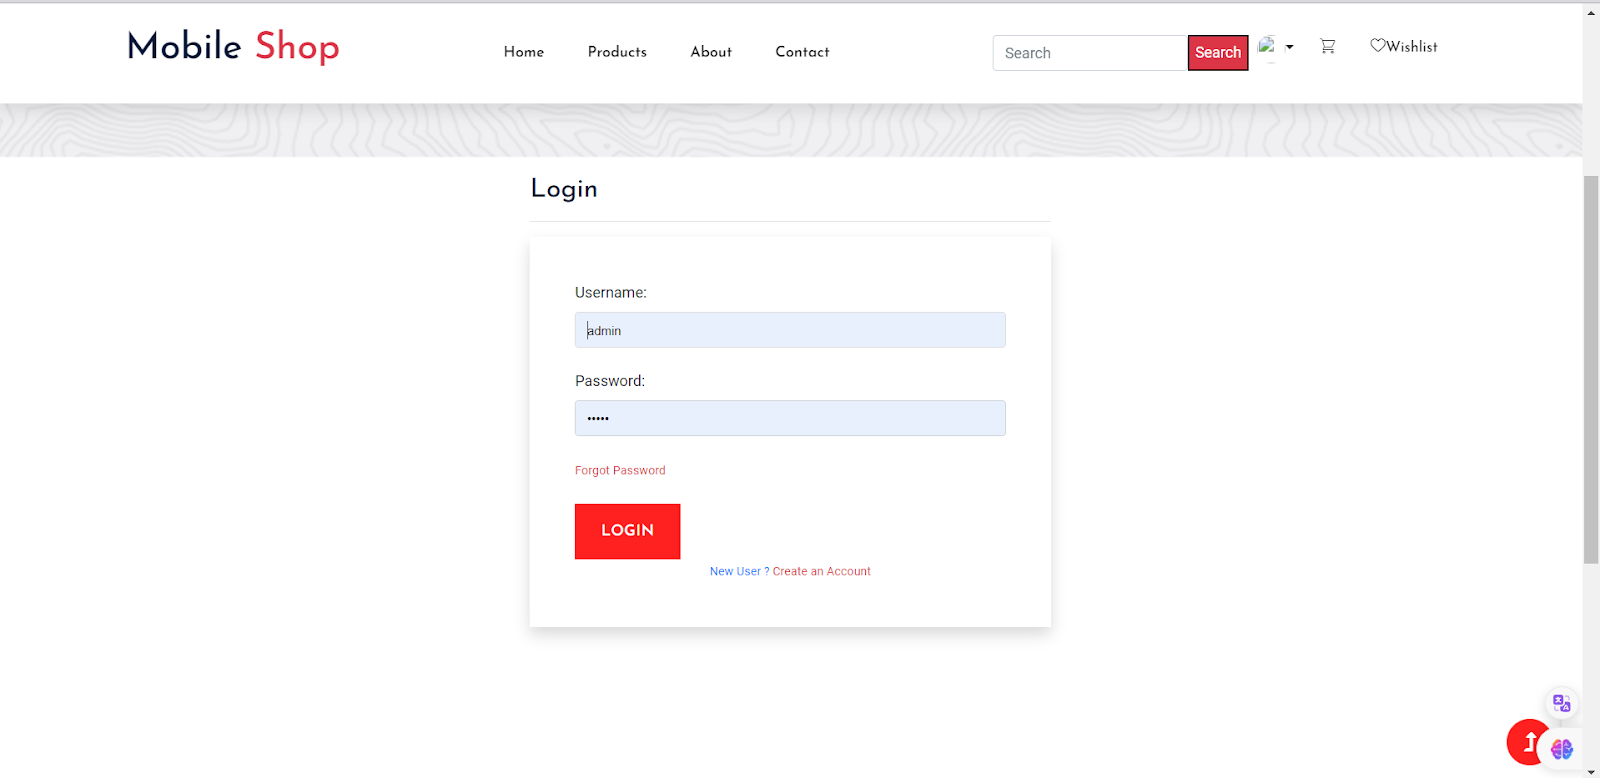 Mobile Shop
Home
Products
About
Contact
Search
Search
Wishlist
Login
Username:
admin
Password:
•••••
Forgot Password
LOGIN
New User ? Create an Account